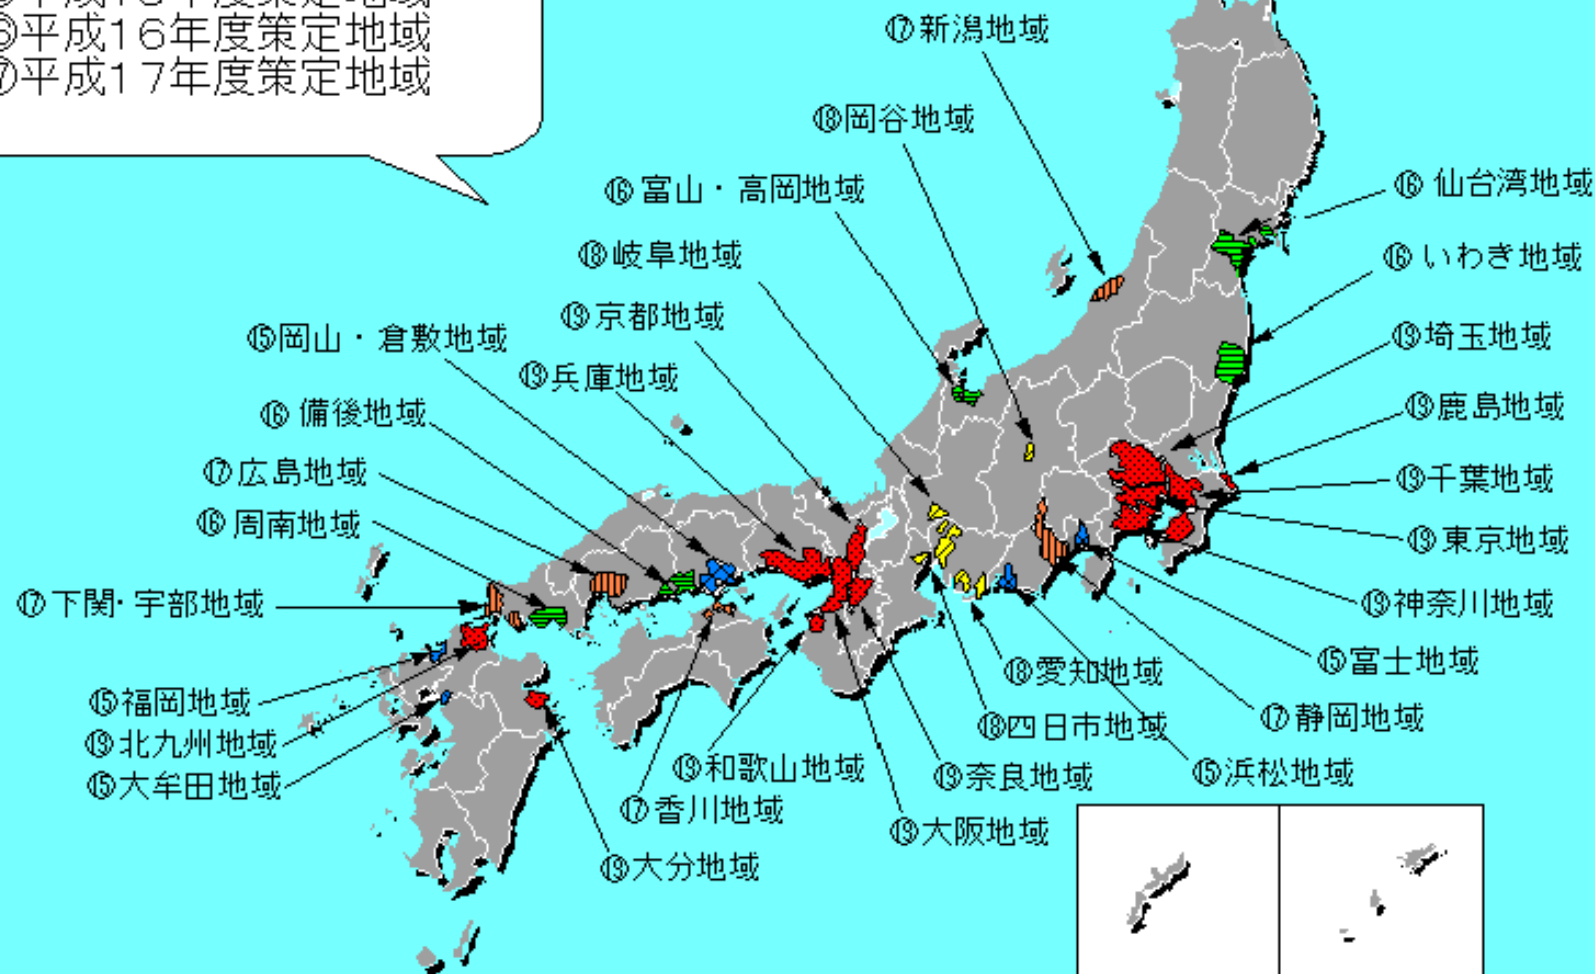 平成16年度策定地域
⑰平成17年度策定地域
⑰新潟地域
⑱岡谷地域
⑯富山・高岡地域
⑯ 仙台湾地域
⑱岐阜地域
⑯ いわき地域
⑲京都地域
⑮岡山・倉敷地域
⑲埼玉地域
⑲兵庫地域
⑯ 備後地域
⑲鹿島地域
⑰広島地域
⑲千葉地域
⑯ 周南地域
⑲東京地域
⑰下関・宇部地域
⑲神奈川地域
⑱愛知地域
⑮富士地域
⑮福岡地域
⑱四日市地域
⑰静岡地域
⑲北九州地域
⑲和歌山地域
⑲奈良地域
⑮浜松地域
⑮大牟田地域
⑰香川地域
⑲大阪地域
⑲大分地域